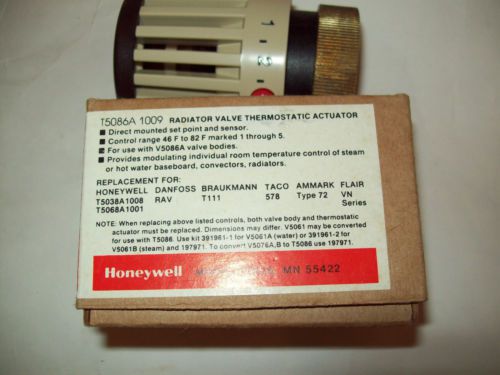 1
2
T5086A 1009 RADIATOR VALVE THERMOSTATIC ACTUATOR
■ Direct mounted set point and sensor.
■ Control range 46 F to 82 F marked 1 through 5.
■ For use with V5086A valve bodies.
■ Provides modulating individual room temperature control of steam
or hot water baseboard, convectors, radiators.
REPLACEMENT FOR:
HONEYWELL DANFOSS BRAUKMANN TACO AMMARK FLAIR
T5038A1008 RAV T111 578 Type 72 VN
T5068A1001 Series
NOTE: When replacing above listed controls, both valve body and thermostatic
actuator must be replaced. Dimensions may differ. V5061 may be converted
for use with T5086. Use kit 391961-1 for V5061A (water) or 391961-2 for
V5061B (steam) and 197971. To convert V5076A,B to T5086 use 197971.
Honeywell MN 55422